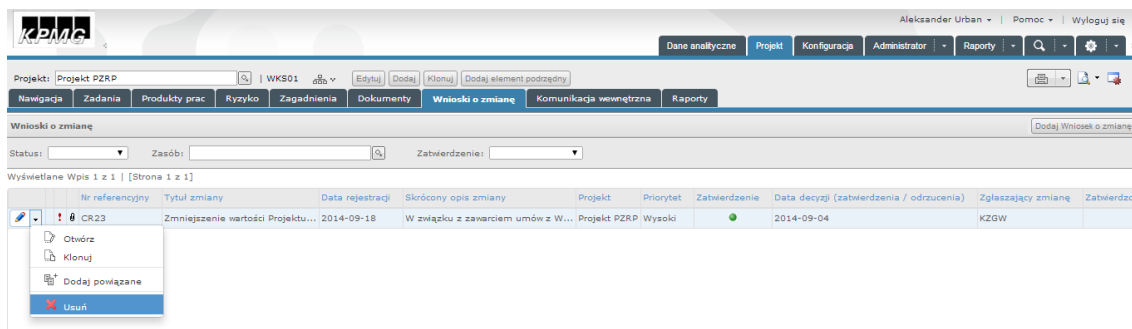 KPMG
Aleksander Urban | Pomoc | Wyloguj się
Dane analityczne Projekt Konfiguracja Administrator Raporty
Projekt: Projekt PZRP | WKS01 Edytuj Dodaj Klonuj Dodaj element podrzędny
Nawigacja Zadania Produkty prac Ryzyko Zagadnienia Dokumenty Wnioski o zmianę Komunikacja wewnętrzna Raporty
Wnioski o zmianę Dodaj Wniosek o zmianę
Status: Zasób: Zatwierdzenie:
Wyświetlane Wpis 1 z 1 | [Strona 1 z 1]
Nr referencyjny Tytuł zmiany Data rejestracji Skrócony opis zmiany Projekt Priorytet Zatwierdzenie Data decyzji (zatwierdzenia / odrzucenia) Zgłaszający zmianę Zatwierdzo
CR23 Zmniejszenie wartości Projektu... 2014-09-18 W związku z zawarciem umów z W... Projekt PZRP Wysoki 2014-09-04 KZGW
Otwórz
Klonuj
Dodaj powiązane
Usuń